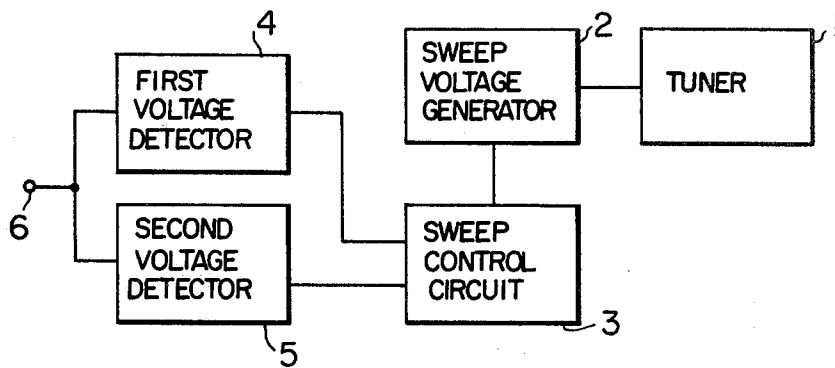 4
FIRST
VOLTAGE
DETECTOR
2
SWEEP
VOLTAGE
GENERATOR
TUNER
6
SECOND
VOLTAGE
DETECTOR
5
SWEEP
CONTROL
CIRCUIT
3